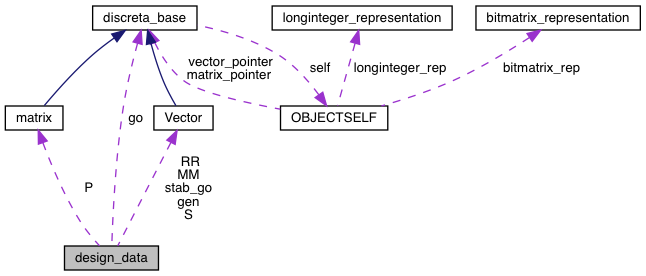 discreta_base
longinteger_representation
bitmatrix_representation
vector_pointer
matrix_pointer
self
longinteger_rep
bitmatrix_rep
matrix
go
Vector
OBJECTSELF
P
RR
MM
stab_go
gen
S
design_data